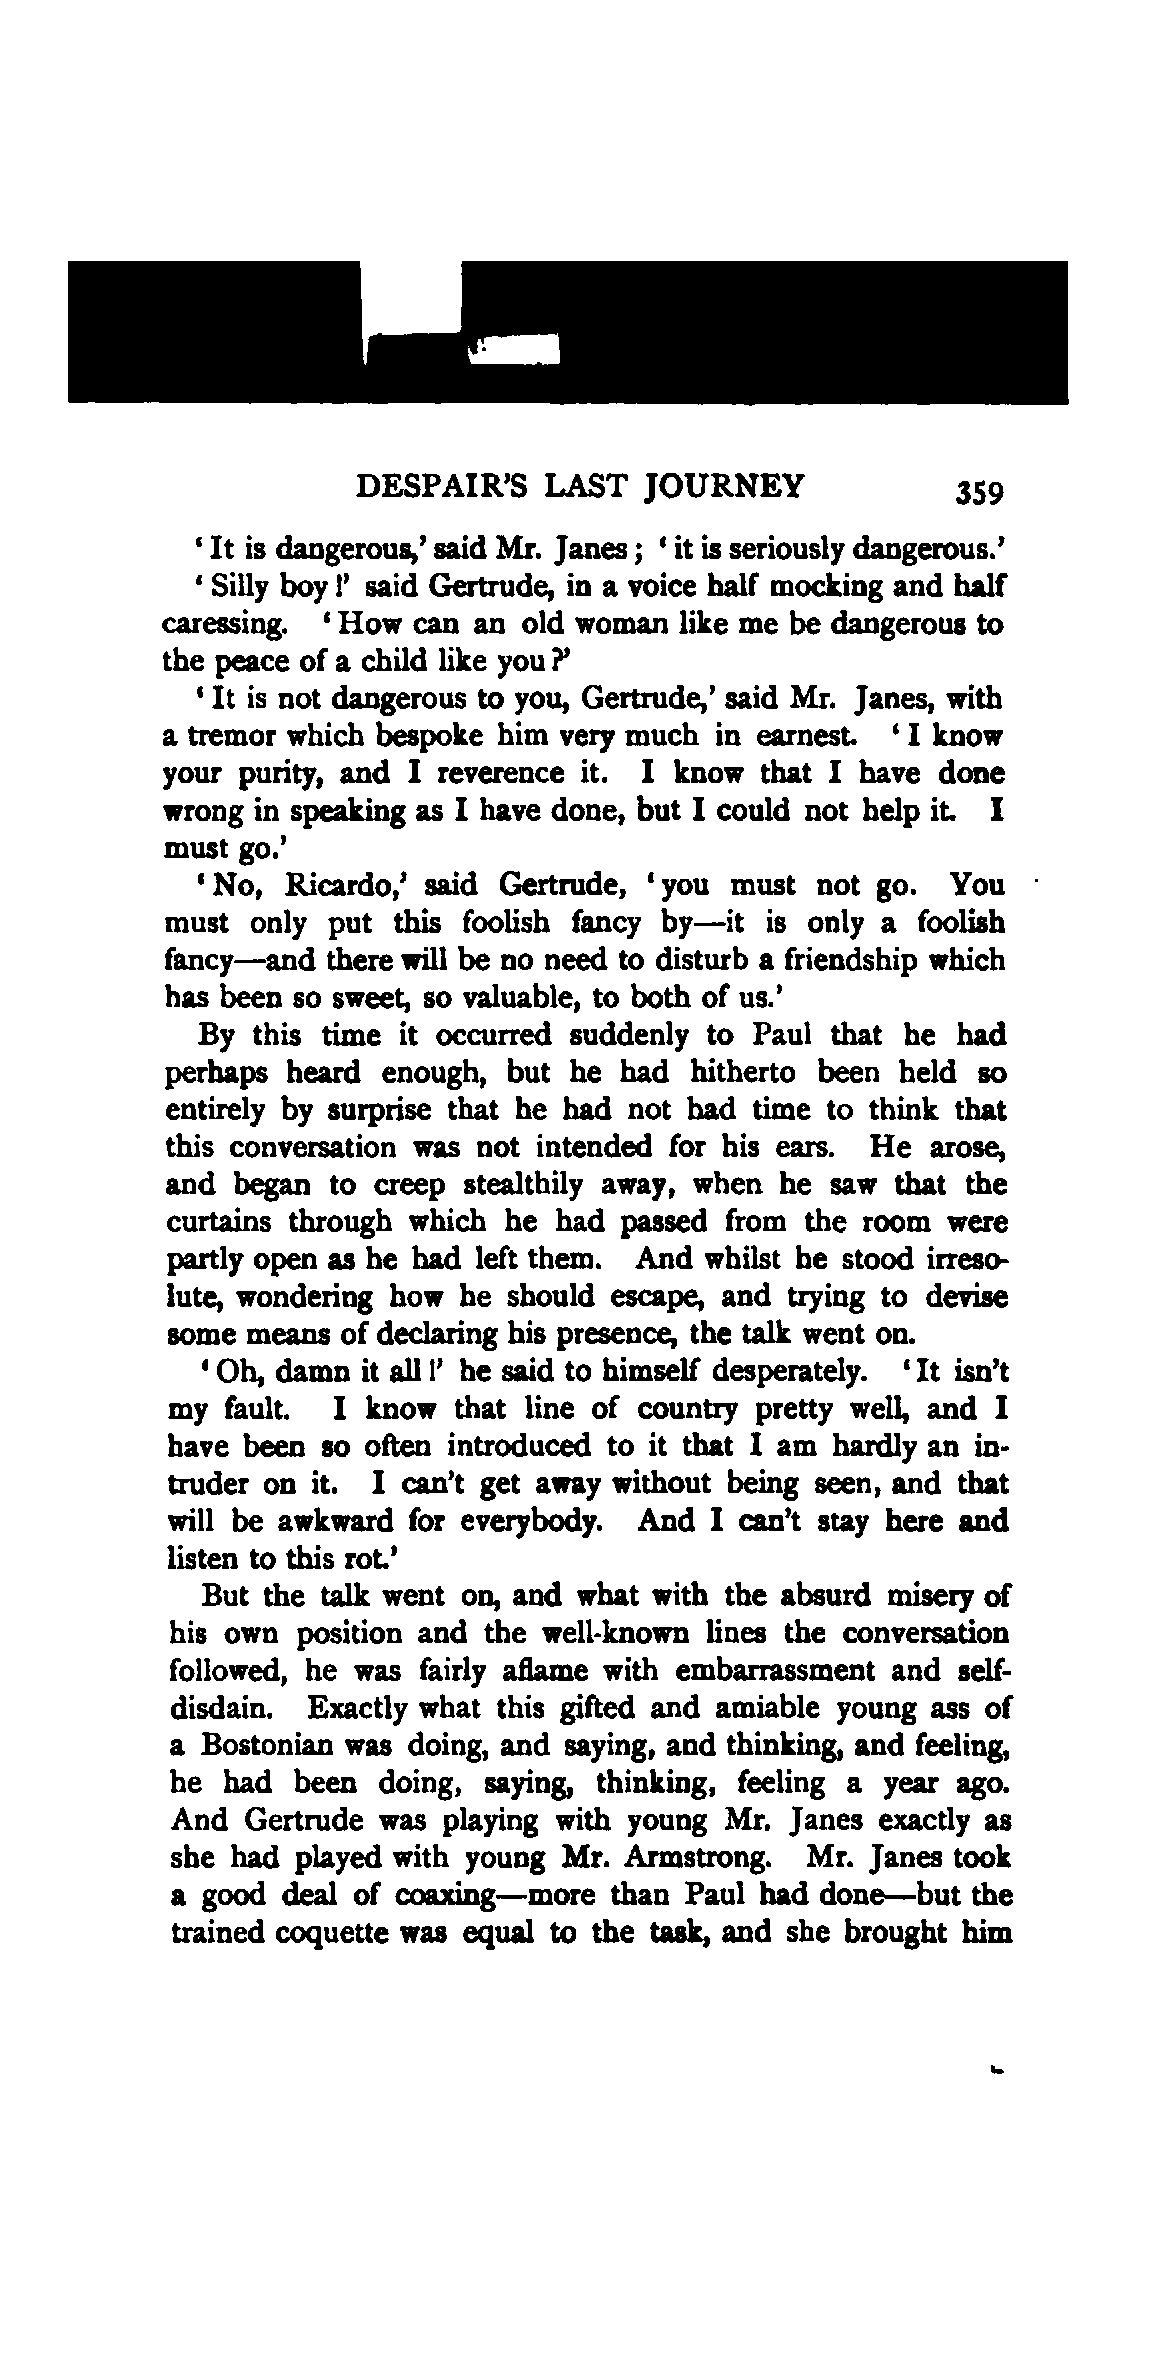 DESPAIR'S LAST JOURNEY 359
‘It is dangerous,’ said Mr. Janes; ‘it is seriously dangerous.’
‘Silly boy!’ said Gertrude, in a voice half mocking and half
caressing. ‘How can an old woman like me be dangerous to
the peace of a child like you?’
‘It is not dangerous to you, Gertrude,’ said Mr. Janes, with
a tremor which bespoke him very much in earnest. ‘I know
your purity, and I reverence it. I know that I have done
wrong in speaking as I have done, but I could not help it. I
must go.’
‘No, Ricardo,’ said Gertrude, ‘you must not go. You
must only put this foolish fancy by—it is only a foolish
fancy—and there will be no need to disturb a friendship which
has been so sweet, so valuable, to both of us.’
By this time it occurred suddenly to Paul that he had
perhaps heard enough, but he had hitherto been held so
entirely by surprise that he had not had time to think that
this conversation was not intended for his ears. He arose,
and began to creep stealthily away, when he saw that the
curtains through which he had passed from the room were
partly open as he had left them. And whilst he stood irreso-
lute, wondering how he should escape, and trying to devise
some means of declaring his presence, the talk went on.
‘Oh, damn it all!’ he said to himself desperately. ‘It isn't
my fault. I know that line of country pretty well, and I
have been so often introduced to it that I am hardly an in-
truder on it. I can't get away without being seen, and that
will be awkward for everybody. And I can't stay here and
listen to this rot.’
But the talk went on, and what with the absurd misery of
his own position and the well-known lines the conversation
followed, he was fairly aflame with embarrassment and self-
disdain. Exactly what this gifted and amiable young ass of
a Bostonian was doing, and saying, and thinking, and feeling,
he had been doing, saying, thinking, feeling a year ago.
And Gertrude was playing with young Mr. Janes exactly as
she had played with young Mr. Armstrong. Mr. Janes took
a good deal of coaxing—more than Paul had done—but the
trained coquette was equal to the task, and she brought him